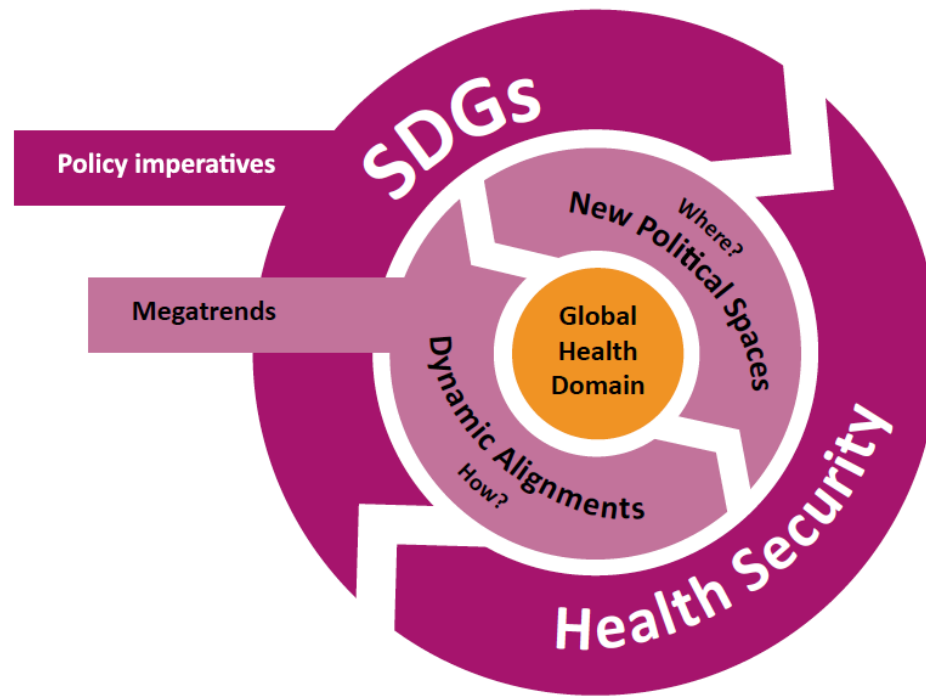 SDGs
Policy imperatives
Where?
New Political Spaces
Megatrends
Global
Health
Domain
Dynamic Alignments
How?
Health Security